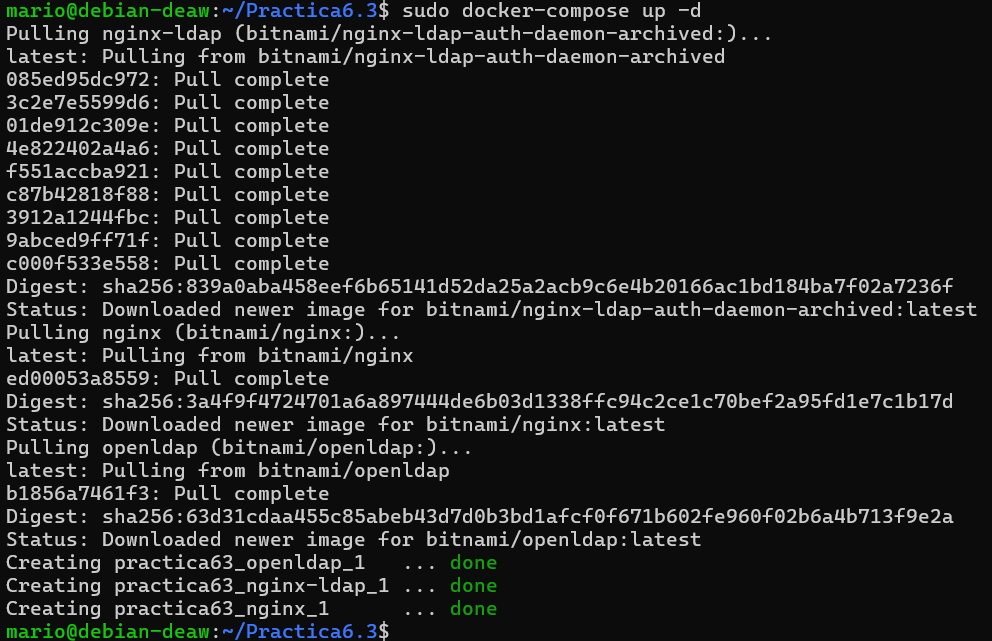 mario@debian-deaw:~/Practica6.3$ sudo docker-compose up -d
Pulling nginx-ldap (bitnami/nginx-ldap-auth-daemon-archived:)...
latest: Pulling from bitnami/nginx-ldap-auth-daemon-archived
085ed95dc972: Pull complete
3c2e7e5599d6: Pull complete
01de912c309e: Pull complete
4e822402a4a6: Pull complete
f551accba921: Pull complete
c87b42818f88: Pull complete
3912a1244fbc: Pull complete
9abced9ff71f: Pull complete
c000f533e558: Pull complete
Digest: sha256:839a0aba458eef6b65141d52da25a2acb9c6e4b20166ac1bd184ba7f02a7236f
Status: Downloaded newer image for bitnami/nginx-ldap-auth-daemon-archived:latest
Pulling nginx (bitnami/nginx:)...
latest: Pulling from bitnami/nginx
ed00053a8559: Pull complete
Digest: sha256:3a4f9f4724701a6a897444de6b03d1338ffc94c2ce1c70bef2a95fd1e7c1b17d
Status: Downloaded newer image for bitnami/nginx:latest
Pulling openldap (bitnami/openldap:)...
latest: Pulling from bitnami/openldap
b1856a7461f3: Pull complete
Digest: sha256:63d31cdaa455c85abeb43d7d0b3bd1afcf0f671b602fe960f02b6a4b713f9e2a
Status: Downloaded newer image for bitnami/openldap:latest
Creating practica63_openldap_1   ... done
Creating practica63_nginx-ldap_1 ... done
Creating practica63_nginx_1      ... done
mario@debian-deaw:~/Practica6.3$